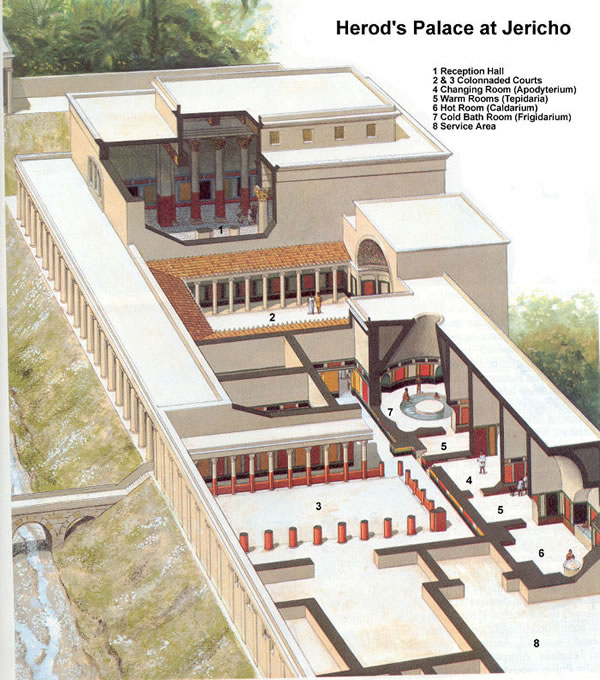 Herod's Palace at Jericho
1 Reception Hall
2 & 3 Colonnaded Courts
4 Changing Room (Apodyterium)
5 Warm Rooms (Tepidaria)
6 Hot Room (Caldarium)
7 Cold Bath Room (Frigidarium)
8 Service Area
1
2
7
5
4
3
5
6
8